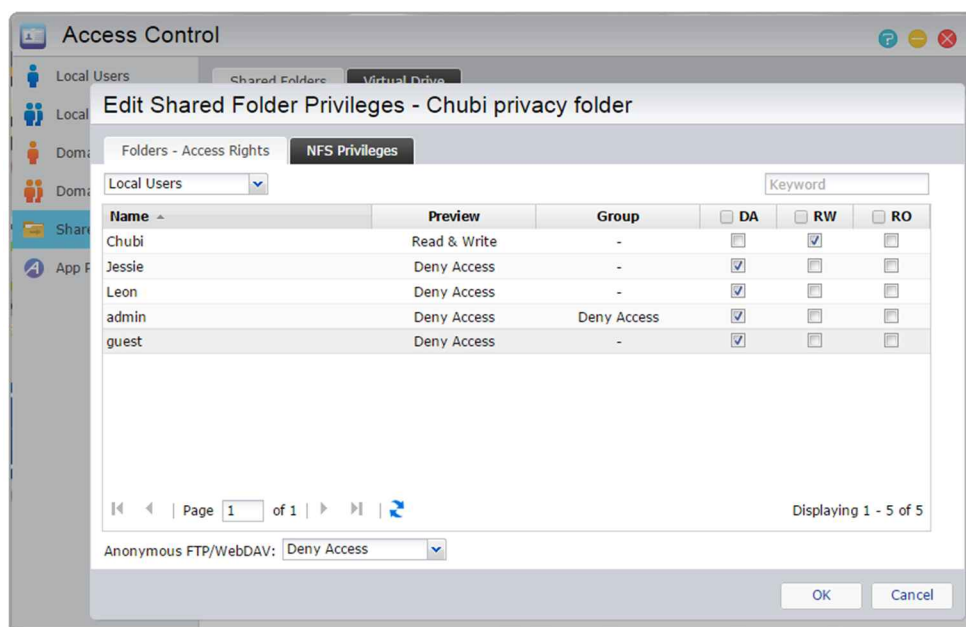 Access Control
Local Users
Shared Folders Virtual Drive
Local
Doma
Doma
Share
App P
Edit Shared Folder Privileges - Chubi privacy folder
Folders - Access Rights NFS Privileges
Local Users Keyword
Name Preview Group DA RW RO
Chubi Read & Write -
Jessie Deny Access -
Leon Deny Access -
admin Deny Access Deny Access
guest Deny Access -
Page 1 of 1 Displaying 1 - 5 of 5
Anonymous FTP/WebDAV: Deny Access
OK Cancel